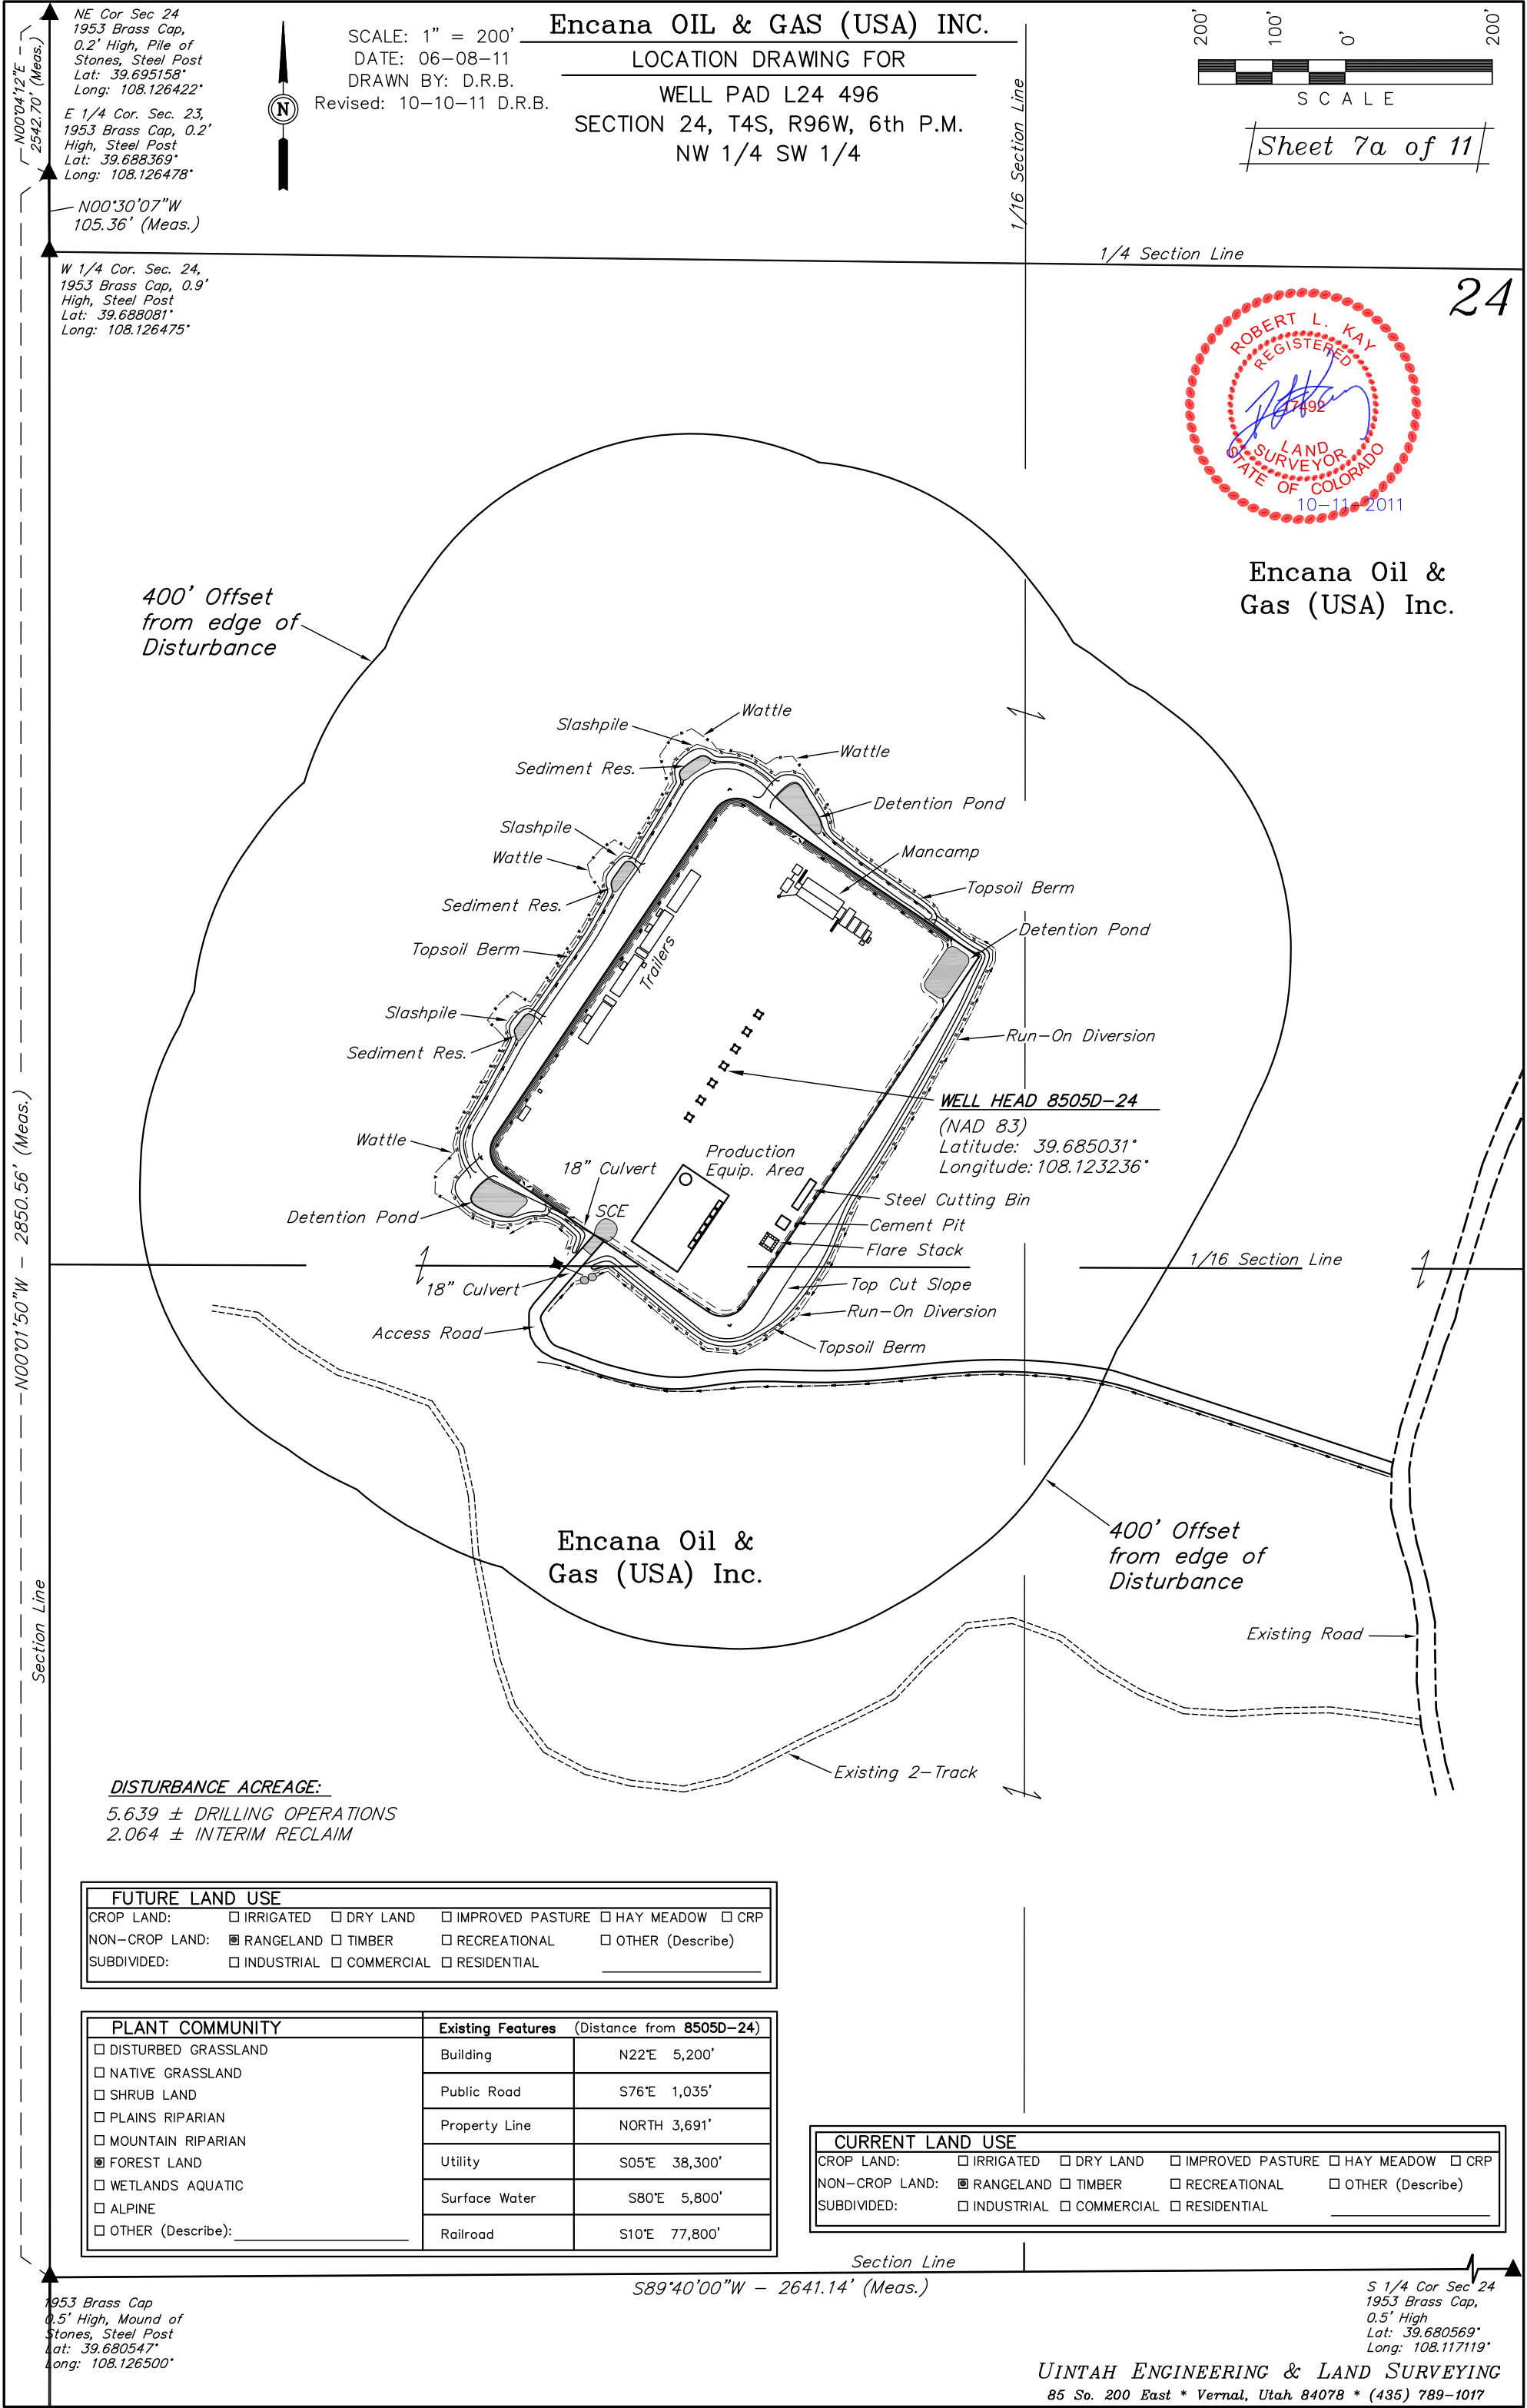 NE Cor Sec 24
1953 Brass Cap,
0.2' High, Pile of
Stones, Steel Post
Lat: 39.695158°
Long: 108.126422°
N00°04'12"E -
2542.70' (Meas.)
E 1/4 Cor. Sec. 23,
1953 Brass Cap, 0.2'
High, Steel Post
Lat: 39.688369°
Long: 108.126478°
N00°30'07"W
105.36' (Meas.)
N
SCALE: 1" = 200'
DATE: 06-08-11
DRAWN BY: D.R.B.
Revised: 10-10-11 D.R.B.
Encana OIL & GAS (USA) INC.
LOCATION DRAWING FOR
WELL PAD L24 496
SECTION 24, T4S, R96W, 6th P.M.
NW 1/4 SW 1/4
1/16 Section Line
200' 100' 0' 200'
SCALE
Sheet 7a of 11
1/4 Section Line
W 1/4 Cor. Sec. 24,
1953 Brass Cap, 0.9'
High, Steel Post
Lat: 39.688081°
Long: 108.126475°
24
ROBERT L. KAY
REGISTERED
17492
LAND
SURVEYOR
STATE OF COLORADO
10-11-2011
Encana Oil &
Gas (USA) Inc.
400' Offset
from edge of
Disturbance
Wattle
Slashpile
Wattle
Sediment Res.
Detention Pond
Slashpile
Mancamp
Wattle
Topsoil Berm
Sediment Res.
Detention Pond
Topsoil Berm
Trailers
Slashpile
Run-On Diversion
Sediment Res.
WELL HEAD 8505D-24
(NAD 83)
Latitude: 39.685031°
Longitude: 108.123236°
Wattle
Production
Equip. Area
18" Culvert
Steel Cutting Bin
Detention Pond
SCE
Cement Pit
Flare Stack
1/16 Section Line
18" Culvert
Top Cut Slope
Run-On Diversion
Access Road
Topsoil Berm
N00°01'50"W - 2850.56' (Meas.)
Section Line
Encana Oil &
Gas (USA) Inc.
400' Offset
from edge of
Disturbance
Existing Road
Existing 2-Track
DISTURBANCE ACREAGE:
5.639 ± DRILLING OPERATIONS
2.064 ± INTERIM RECLAIM
FUTURE LAND USE
CROP LAND: IRRIGATED DRY LAND IMPROVED PASTURE HAY MEADOW CRP
NON-CROP LAND: RANGELAND TIMBER RECREATIONAL OTHER (Describe)
SUBDIVIDED: INDUSTRIAL COMMERCIAL RESIDENTIAL
PLANT COMMUNITY
DISTURBED GRASSLAND
NATIVE GRASSLAND
SHRUB LAND
PLAINS RIPARIAN
MOUNTAIN RIPARIAN
FOREST LAND
WETLANDS AQUATIC
ALPINE
OTHER (Describe):
Existing Features (Distance from 8505D-24)
Building N22°E 5,200'
Public Road S76°E 1,035'
Property Line NORTH 3,691'
Utility S05°E 38,300'
Surface Water S80°E 5,800'
Railroad S10°E 77,800'
CURRENT LAND USE
CROP LAND: IRRIGATED DRY LAND IMPROVED PASTURE HAY MEADOW CRP
NON-CROP LAND: RANGELAND TIMBER RECREATIONAL OTHER (Describe)
SUBDIVIDED: INDUSTRIAL COMMERCIAL RESIDENTIAL
Section Line
S89°40'00"W - 2641.14' (Meas.)
1953 Brass Cap
0.5' High, Mound of
Stones, Steel Post
Lat: 39.680547°
Long: 108.126500°
S 1/4 Cor Sec 24
1953 Brass Cap,
0.5' High
Lat: 39.680569°
Long: 108.117119°
UINTAH ENGINEERING & LAND SURVEYING
85 So. 200 East * Vernal, Utah 84078 * (435) 789-1017